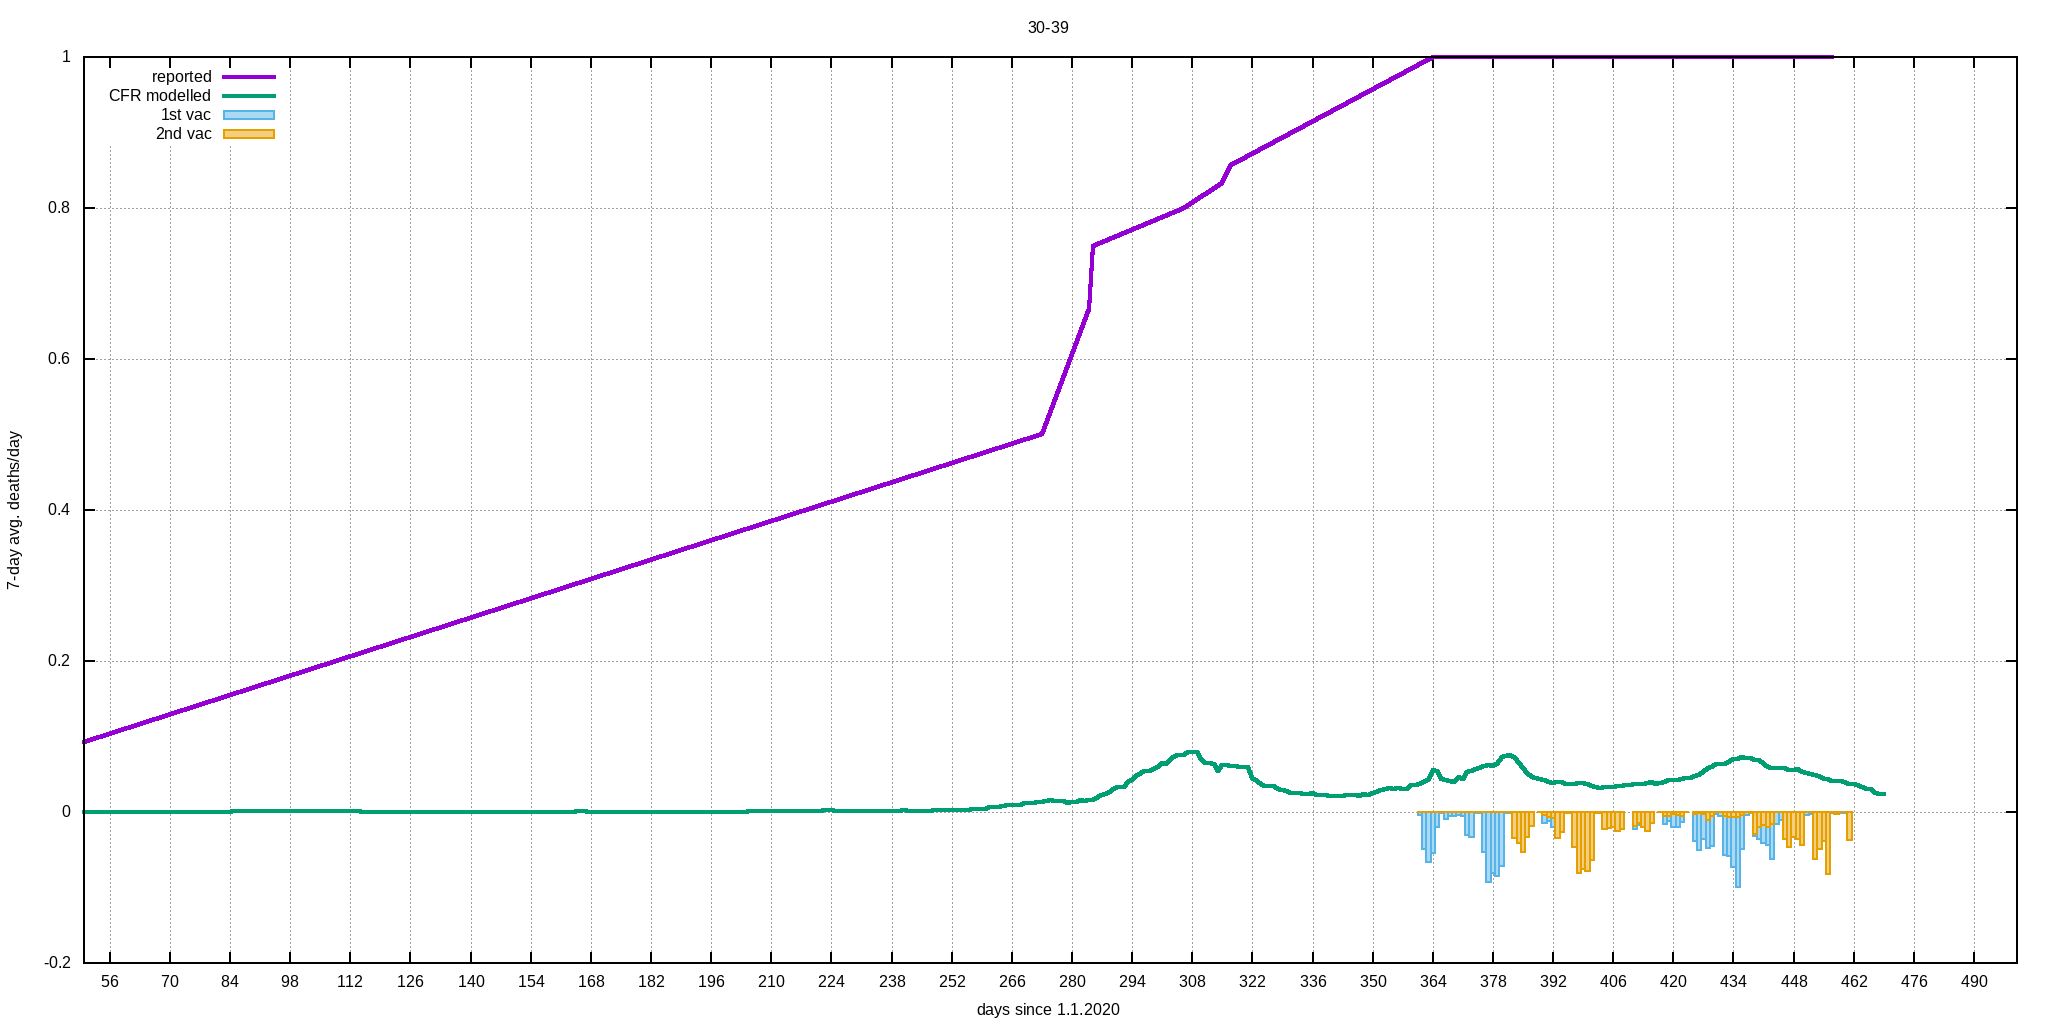 30-39
1
reported
CFR modelled
1st vac
2nd vac
0.8
0.6
7-day avg. deaths/day
0.4
0.2
0
-0.2
56 70 84 98 112 126 140 154 168 182 196 210 224 238 252 266 280 294 308 322 336 350 364 378 392 406 420 434 448 462 476 490
days since 1.1.2020